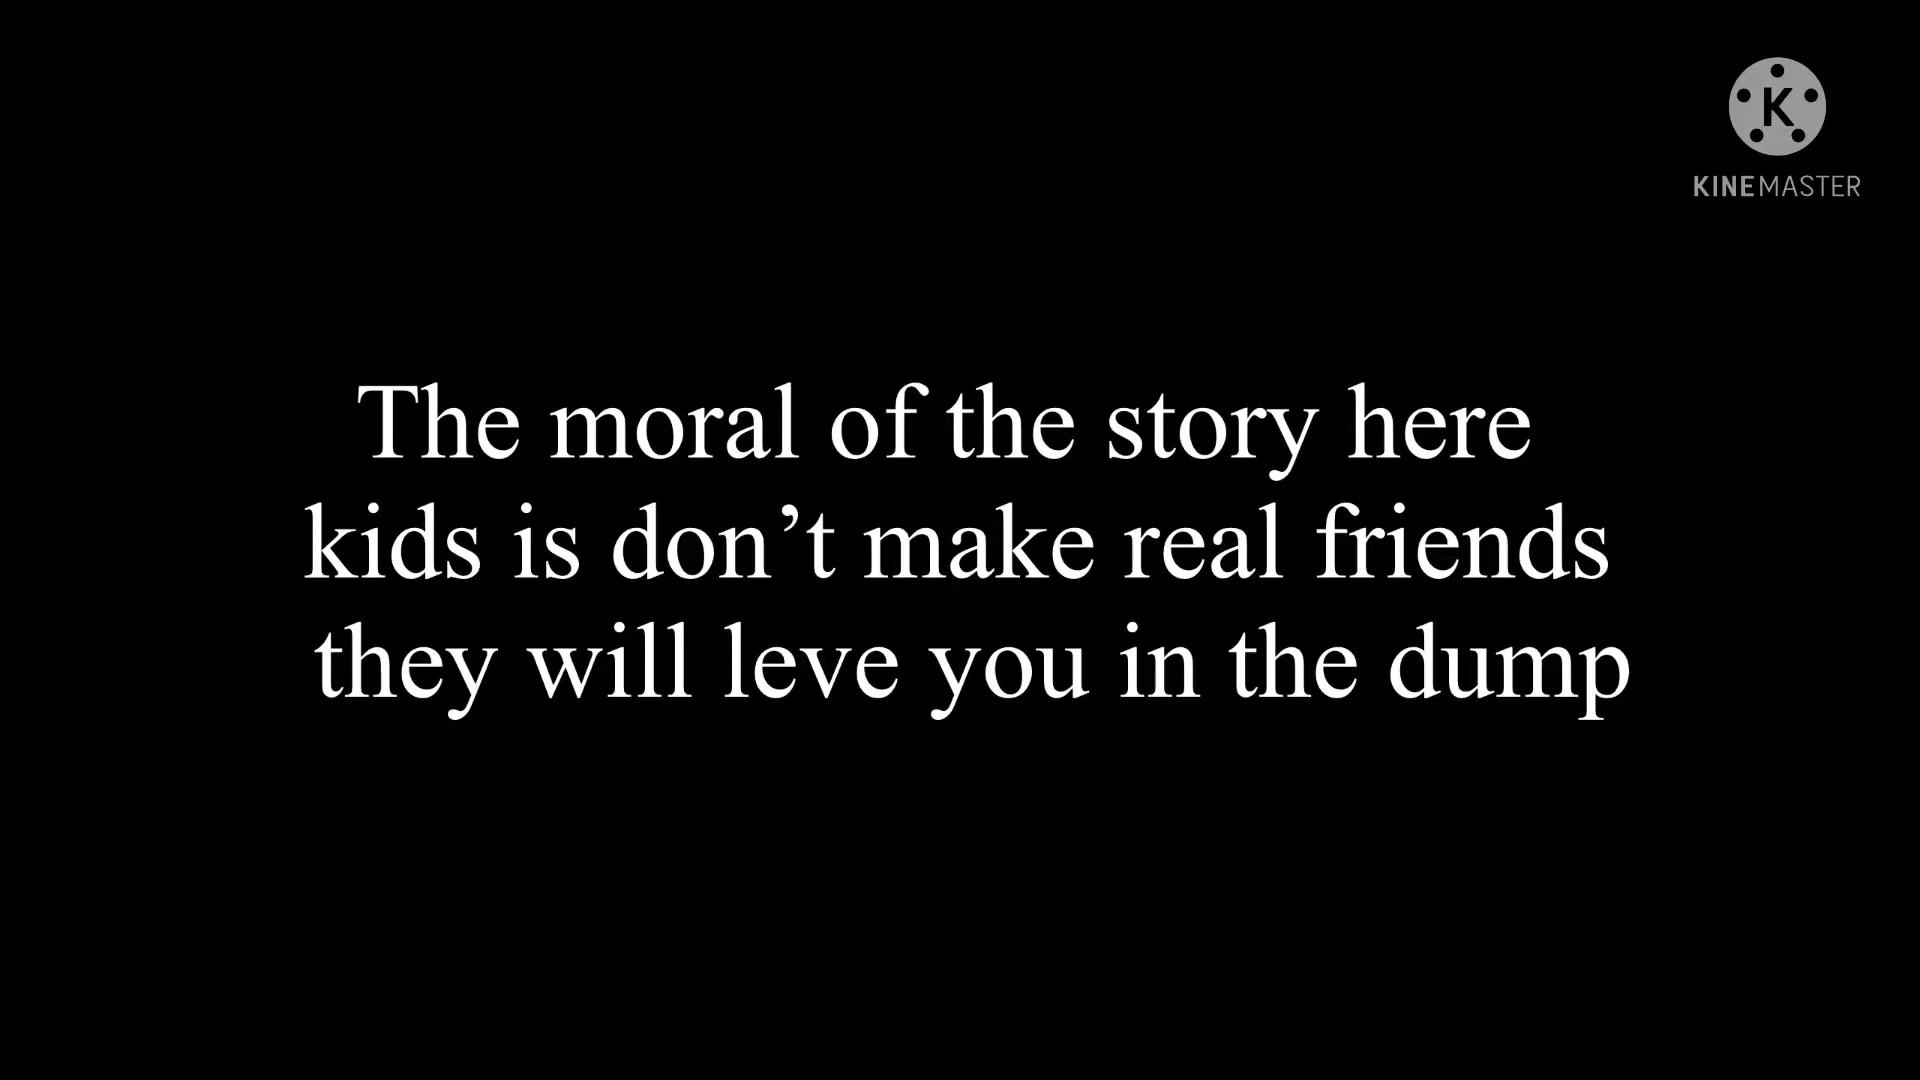 K
KINEMASTER
The moral of the story here
kids is don’t make real friends
they will leve you in the dump